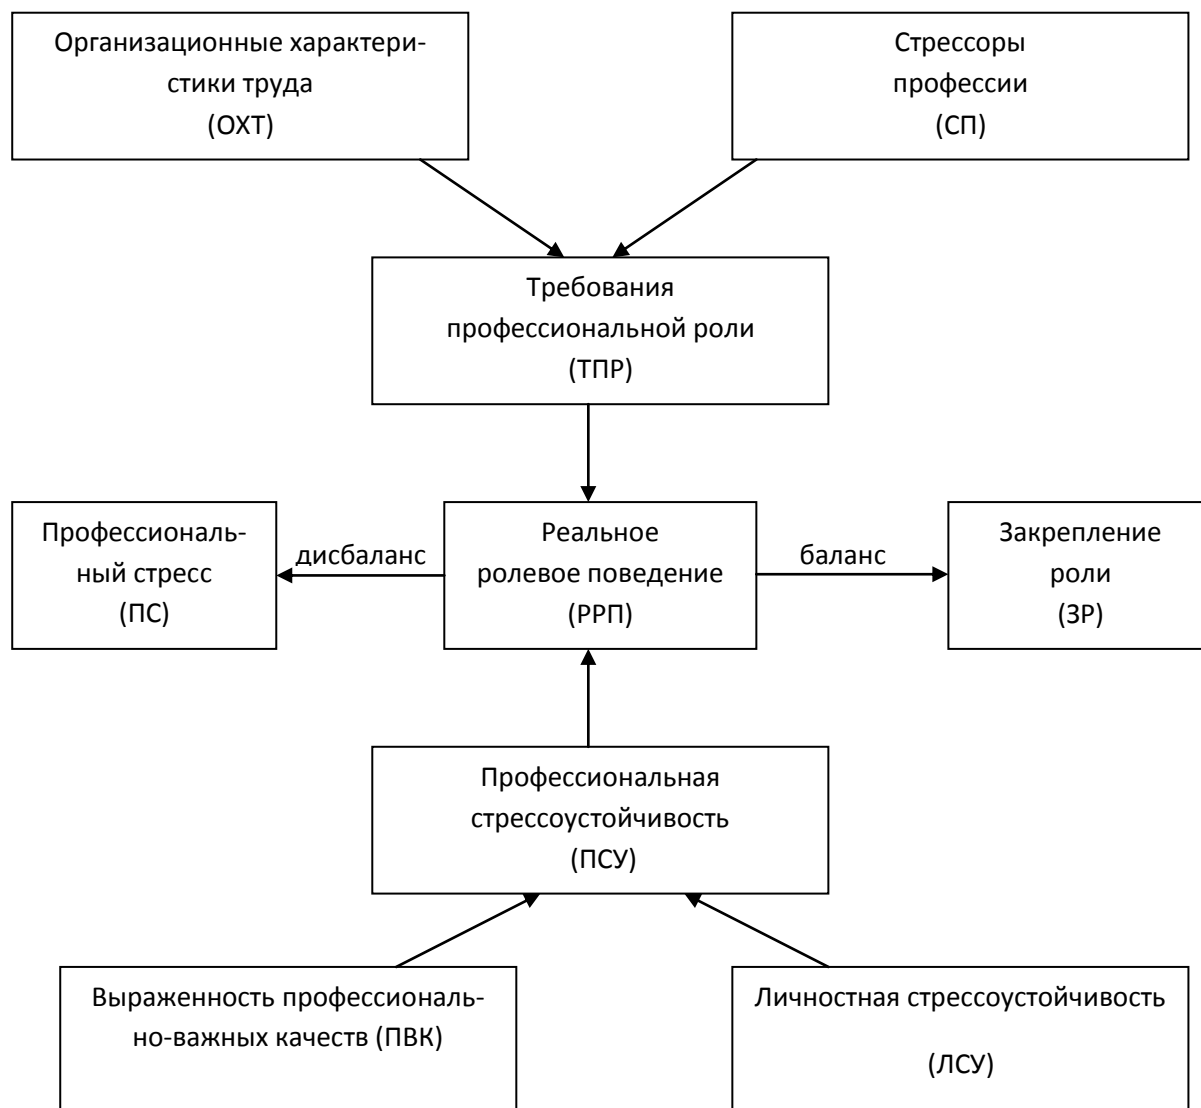 Организационные характери-
стики труда
(ОХТ)
Стрессоры
профессии
(СП)
Требования
профессиональной роли
(ТПР)
Профессиональ-
ный стресс
(ПС)
дисбаланс
Реальное
ролевое поведение
(РРП)
баланс
Закрепление
роли
(ЗР)
Профессиональная
стрессоустойчивость
(ПСУ)
Выраженность профессиональ-
но-важных качеств (ПВК)
Личностная стрессоустойчивость
(ЛСУ)